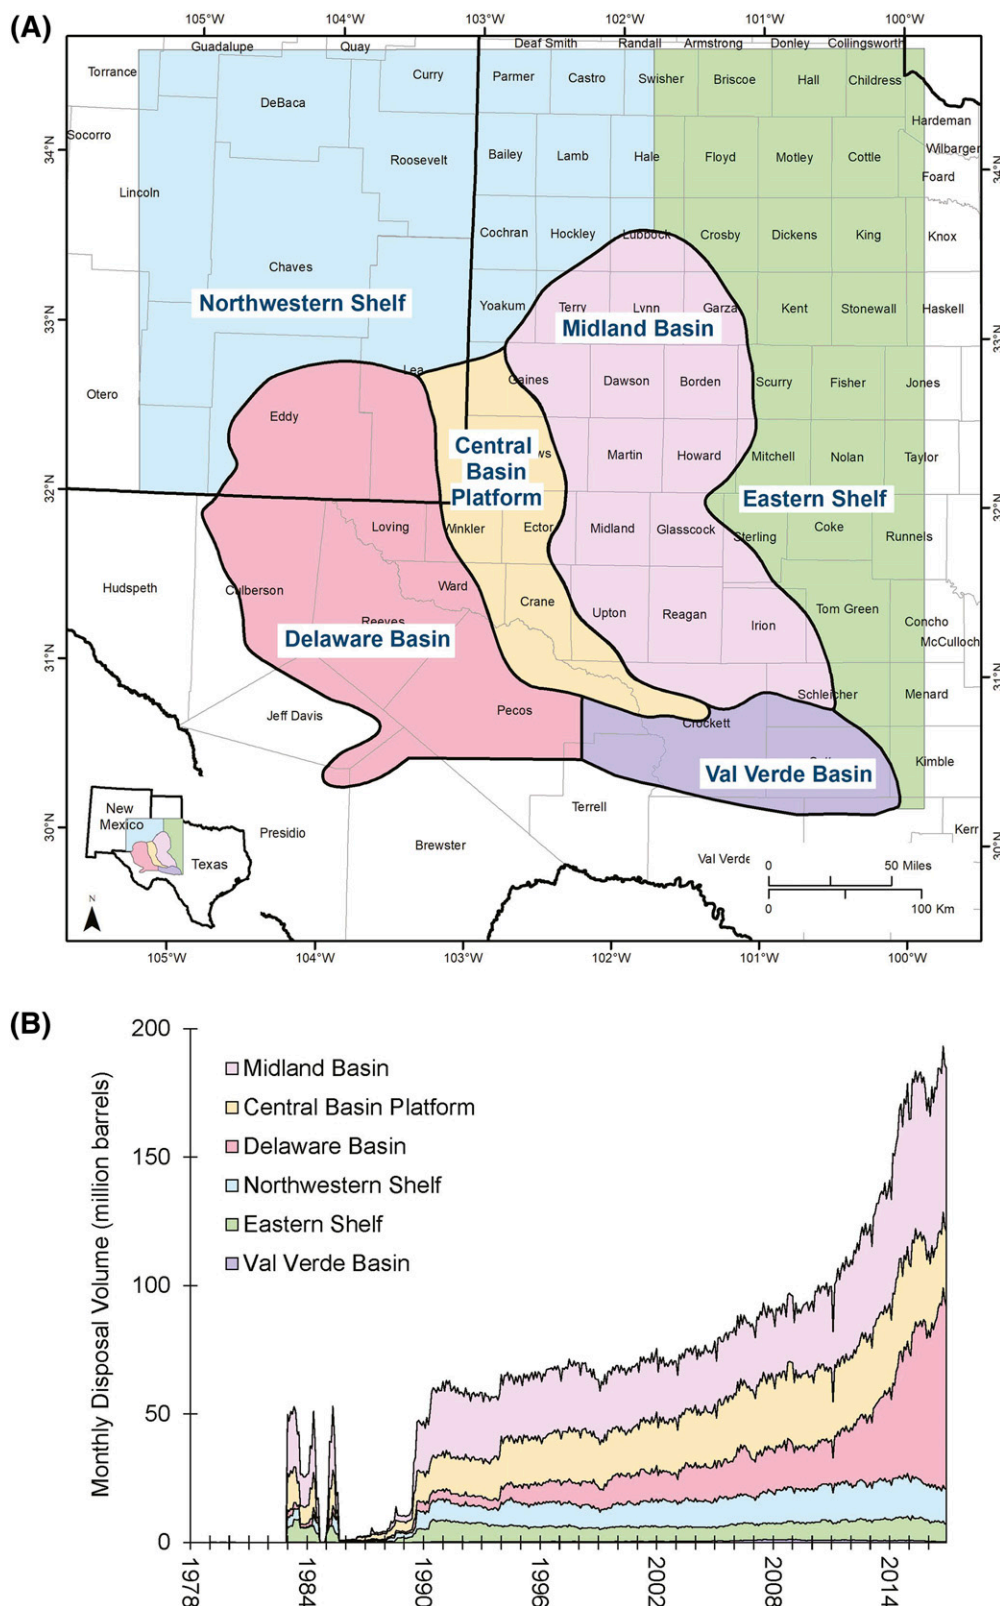 (A)
105°W 104°W 103°W 102°W 101°W 100°W
Guadalupe Quay Deaf Smith Randall Armstrong Donley Collingsworth
Torrance Curry Parmer Castro Swisher Briscoe Hall Childress
DeBaca
Hardeman
Socorro
34°N
Roosevelt Bailey Lamb Hale Floyd Motley Cottle
Wilbarger
34°N
Foard
Lincoln
Cochran Hockley Lubbock Crosby Dickens King Knox
Chaves
Northwestern Shelf
Yoakum Terry Lynn Garza Kent Stonewall Haskell
33°N
Midland Basin
33°N
Lea
Otero
Gaines Dawson Borden Scurry Fisher Jones
Eddy
Central
Basin
Platform
ws
Martin Howard Mitchell Nolan Taylor
32°N
Eastern Shelf
32°N
Loving Winkler Ector Midland Glasscock Sterling Coke Runnels
Hudspeth Culberson Ward
Crane Upton Reagan Irion Tom Green Concho
Reeves
Delaware Basin
McCulloch
31°N
31°N
Schleicher Menard
Jeff Davis Pecos Crockett
Val Verde Basin
Kimble
Terrell
New
Mexico
Texas
30°N
Presidio Brewster Kerr
30°N
Val Verde
0 50 Miles
0 100 Km
N
105°W 104°W 103°W 102°W 101°W 100°W
(B)
200
150
100
50
0
Monthly Disposal Volume (million barrels)
Midland Basin
Central Basin Platform
Delaware Basin
Northwestern Shelf
Eastern Shelf
Val Verde Basin
1978 1984 1990 1996 2002 2008 2014